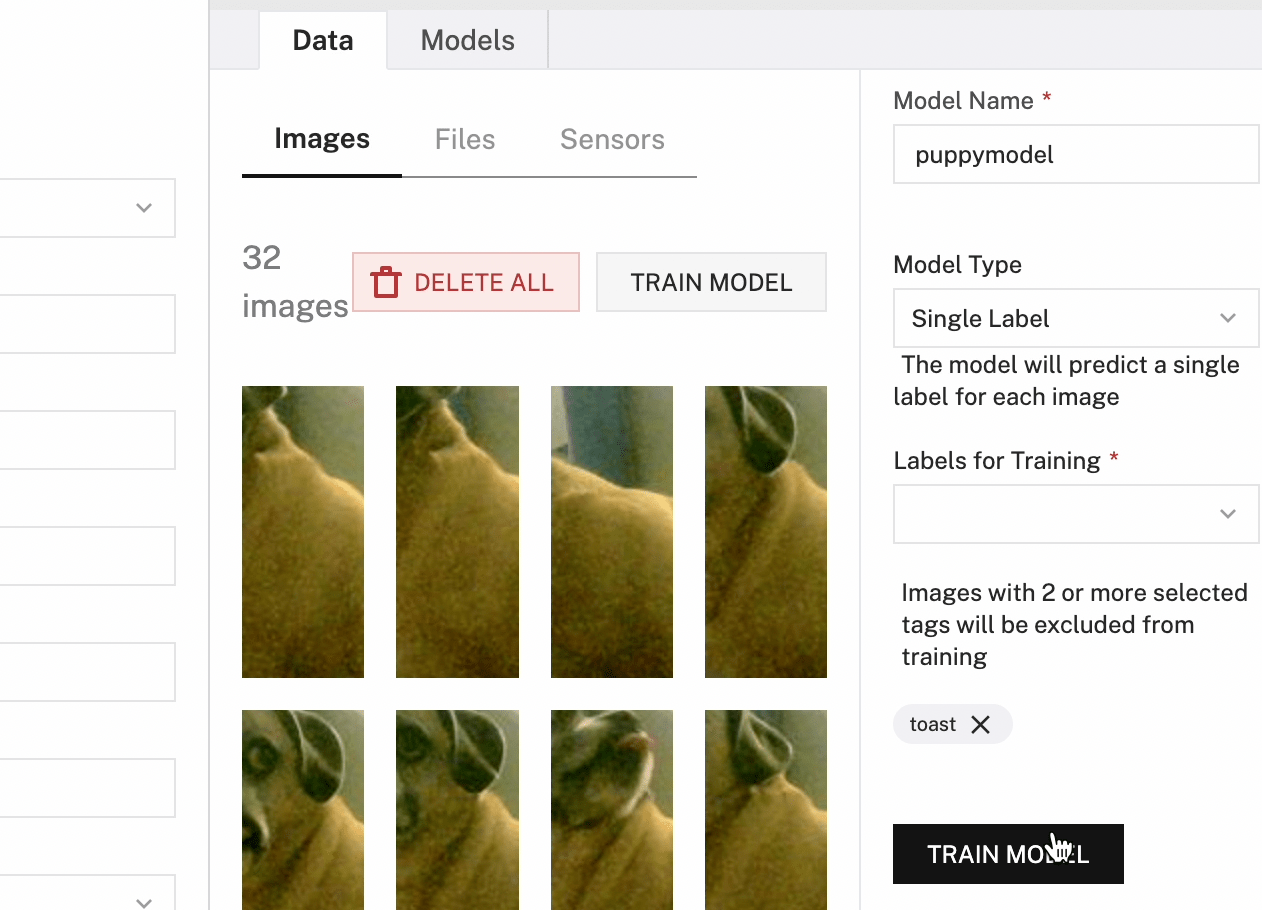 Data
Models
Images
Files
Sensors
32
images
DELETE ALL
TRAIN MODEL
Model Name *
puppymodel
Model Type
Single Label
The model will predict a single
label for each image
Labels for Training *
Images with 2 or more selected
tags will be excluded from
training
toast
TRAIN MODEL